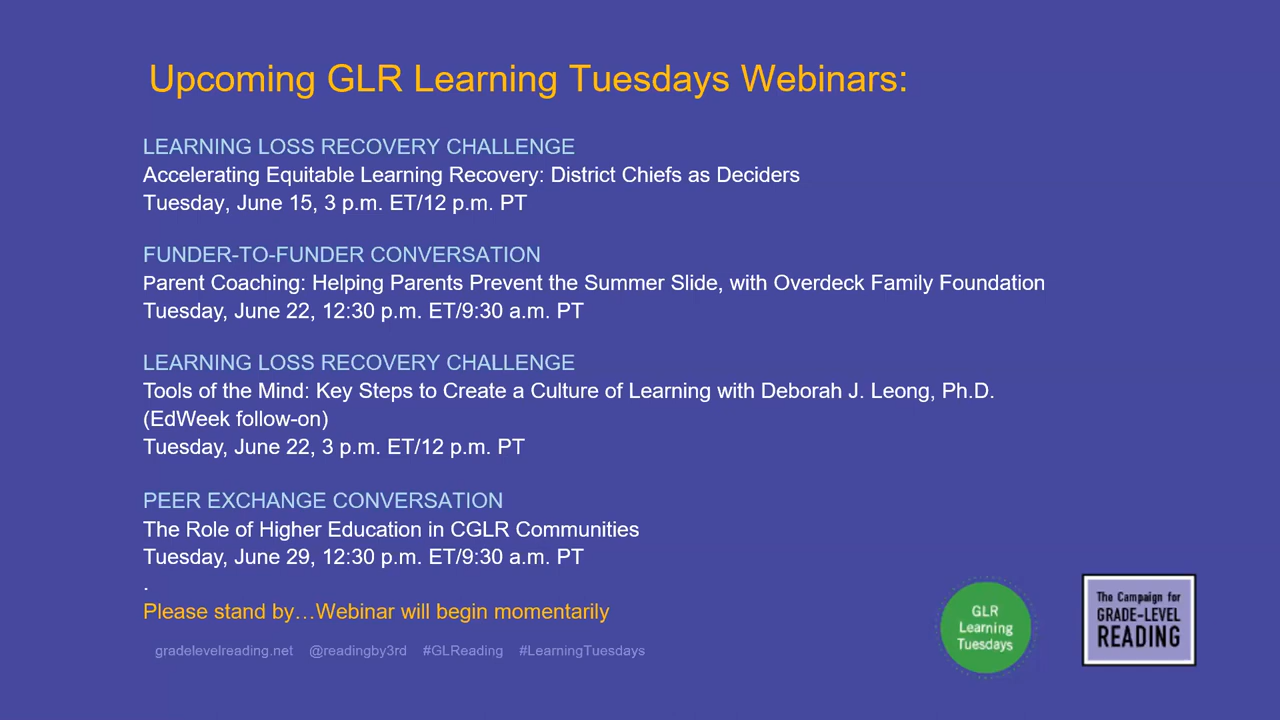 Upcoming GLR Learning Tuesdays Webinars:
LEARNING LOSS RECOVERY CHALLENGE
Accelerating Equitable Learning Recovery: District Chiefs as Deciders
Tuesday, June 15, 3 p.m. ET/12 p.m. PT
FUNDER-TO-FUNDER CONVERSATION
Parent Coaching: Helping Parents Prevent the Summer Slide, with Overdeck Family Foundation
Tuesday, June 22, 12:30 p.m. ET/9:30 a.m. PT
LEARNING LOSS RECOVERY CHALLENGE
Tools of the Mind: Key Steps to Create a Culture of Learning with Deborah J. Leong, Ph.D.
(EdWeek follow-on)
Tuesday, June 22, 3 p.m. ET/12 p.m. PT
PEER EXCHANGE CONVERSATION
The Role of Higher Education in CGLR Communities
Tuesday, June 29, 12:30 p.m. ET/9:30 a.m. PT
.
Please stand by…Webinar will begin momentarily
gradelevelreading.net @readingby3rd #GLReading #LearningTuesdays
GLR
Learning
Tuesdays
The Campaign for
GRADE-LEVEL
READING